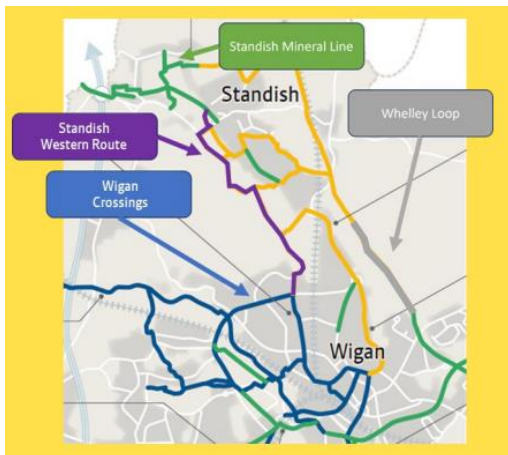 Standish Mineral Line
Standish
Whelley Loop
Standish
Western Route
Wigan
Crossings
Wigan